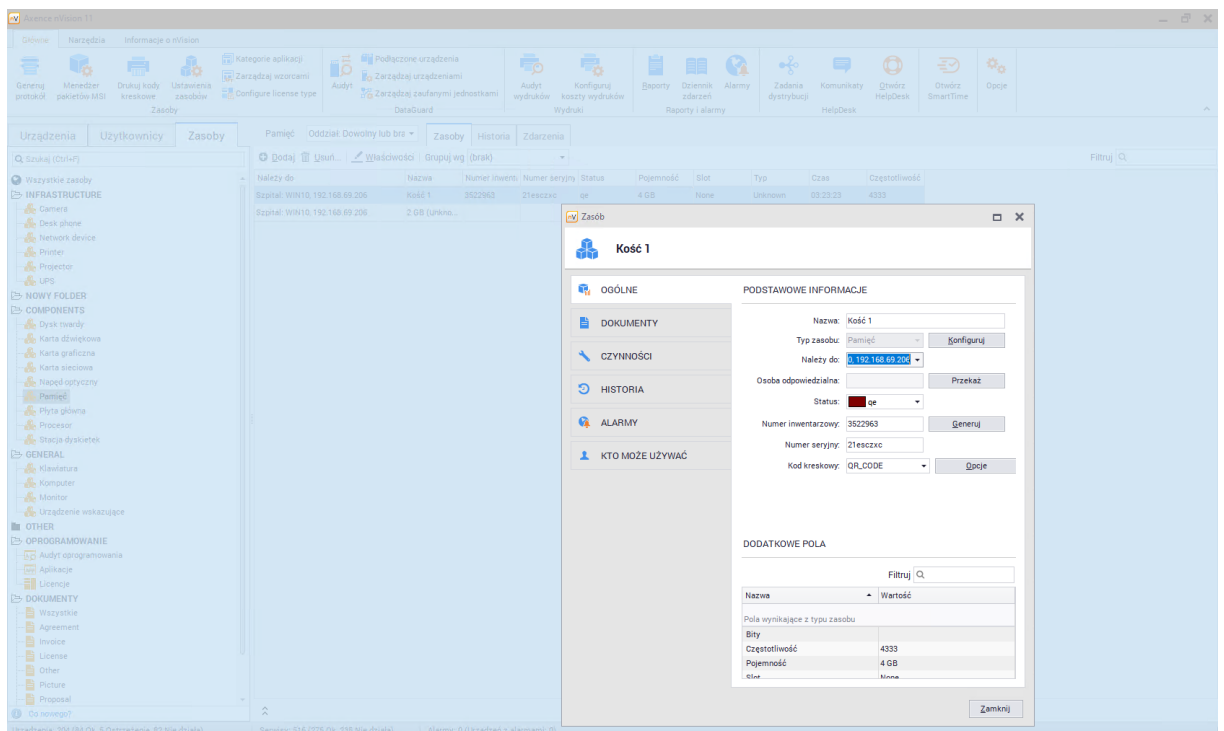 Axence nVision 11
Główne Narzędzia Informacje o nVision
Generuj protokół
Menedżer pakietów MSI
Drukuj kody kreskowe
Ustawienia zasobów
Kategorie aplikacji
Zarządzaj wzorcami
Configure license type
Zasoby
Audyt
Podłączone urządzenia
Zarządzaj urządzeniami
Zarządzaj zaufanymi jednostkami
DataGuard
Audyt wydruków
Konfiguruj koszty wydruków
Wydruki
Raporty
Dziennik zdarzeń
Alarmy
Raporty i alarmy
Zadania dystrybucji
Komunikaty
Otwórz HelpDesk
HelpDesk
Otwórz SmartTime
Opcje
Urządzenia Użytkownicy Zasoby
Pamięć Oddział: Dowolny lub bra Zasoby Historia Zdarzenia
Szukaj (Ctrl+F)
Dodaj Usuń... Właściwości Grupuj wg (brak) Filtruj
Wszystkie zasoby
INFRASTRUCTURE
Camera
Desk phone
Network device
Printer
Projector
UPS
NOWY FOLDER
COMPONENTS
Dysk twardy
Karta dźwiękowa
Karta graficzna
Karta sieciowa
Napęd optyczny
Pamięć
Płyta główna
Procesor
Stacja dyskietek
GENERAL
Klawiatura
Komputer
Monitor
Urządzenie wskazujące
OTHER
OPROGRAMOWANIE
Audyt oprogramowania
Aplikacje
Licencje
DOKUMENTY
Wszystkie
Agreement
Invoice
License
Other
Picture
Proposal
Co nowego?
Należy do Nazwa Numer inwent Numer seryjny Status Pojemność Slot Typ Czas Częstotliwość
Szpital: WIN10, 192.168.69.206 Kość 1 3522963 21esczxc qe 4 GB None Unknown 03:23:23 4333
Szpital: WIN10, 192.168.69.206 2 GB (Unkno...
Zasób
Kość 1
OGÓLNE
DOKUMENTY
CZYNNOŚCI
HISTORIA
ALARMY
KTO MOŻE UŻYWAĆ
PODSTAWOWE INFORMACJE
Nazwa: Kość 1
Typ zasobu: Pamięć Konfiguruj
Należy do: 0, 192.168.69.206
Osoba odpowiedzialna: Przekaż
Status: qe
Numer inwentarzowy: 3522963 Generuj
Numer seryjny: 21esczxc
Kod kreskowy: QR_CODE Opcje
DODATKOWE POLA
Filtruj
Nazwa Wartość
Pola wynikające z typu zasobu
Bity
Częstotliwość 4333
Pojemność 4 GB
Slot None
Zamknij